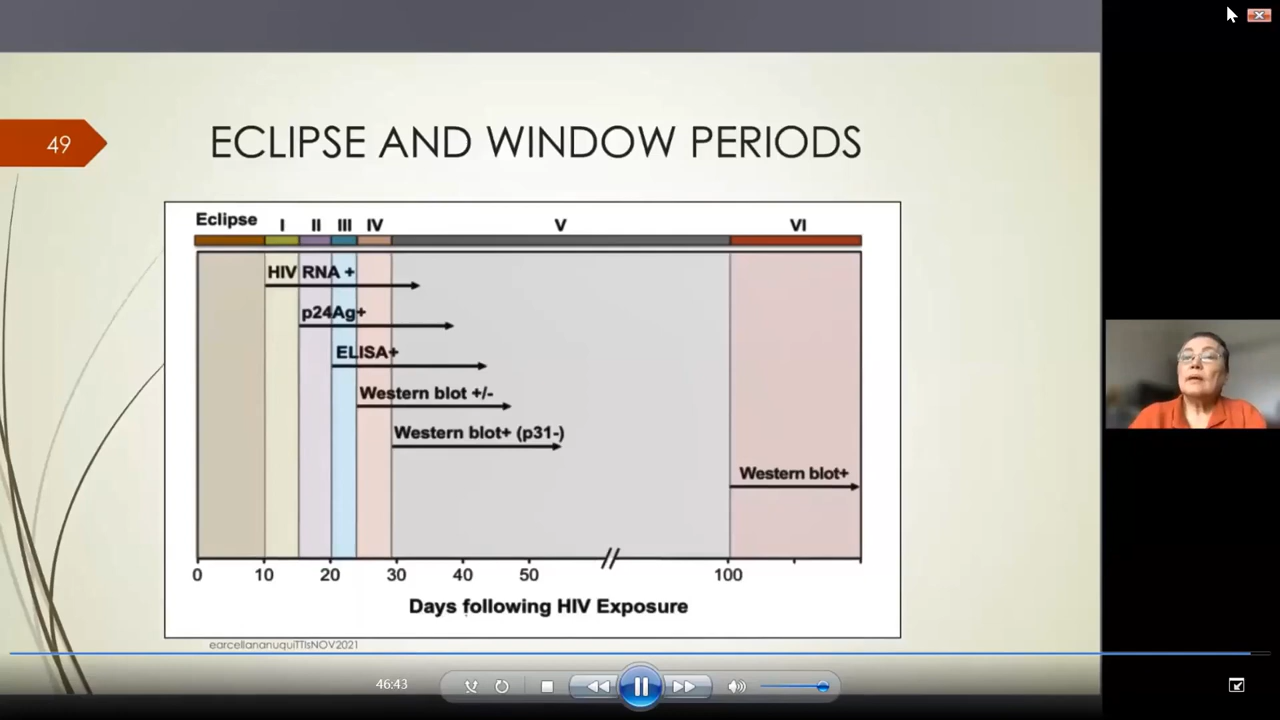 49
ECLIPSE AND WINDOW PERIODS
Eclipse I II III IV V VI
HIV RNA +
p24Ag+
ELISA+
Western blot +/-
Western blot+ (p31-)
Western blot+
0 10 20 30 40 50 100
Days following HIV Exposure
earcellananuquiTTIsNOV2021
46:43